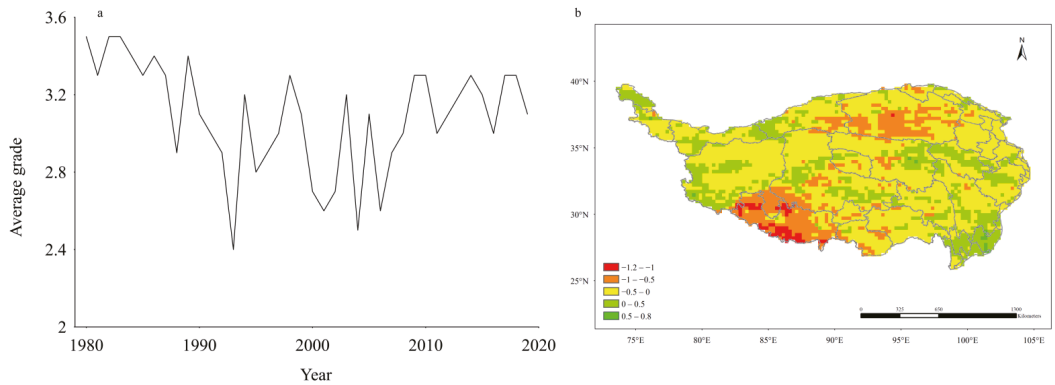 a
3.6
3.2
2.8
2.4
2
1980
1990
2000
2010
2020
Average grade
Year
b
N
40°N
35°N
30°N
25°N
−1.2 – −1
−1 – −0.5
−0.5 – 0
0 – 0.5
0.5 – 0.8
0 325 650 1300
Kilometers
75°E 80°E 85°E 90°E 95°E 100°E 105°E